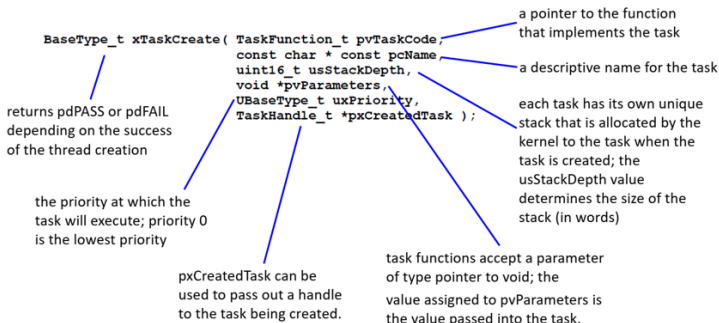 BaseType_t xTaskCreate( TaskFunction_t pvTaskCode,
const char * const pcName,
uint16_t usStackDepth,
void *pvParameters,
UBaseType_t uxPriority,
TaskHandle_t *pxCreatedTask );
a pointer to the function
that implements the task
a descriptive name for the task
each task has its own unique
stack that is allocated by the
kernel to the task when the
task is created; the
usStackDepth value
determines the size of the
stack (in words)
returns pdPASS or pdFAIL
depending on the success
of the thread creation
the priority at which the
task will execute; priority 0
is the lowest priority
pxCreatedTask can be
used to pass out a handle
to the task being created.
task functions accept a parameter
of type pointer to void; the
value assigned to pvParameters is
the value passed into the task.